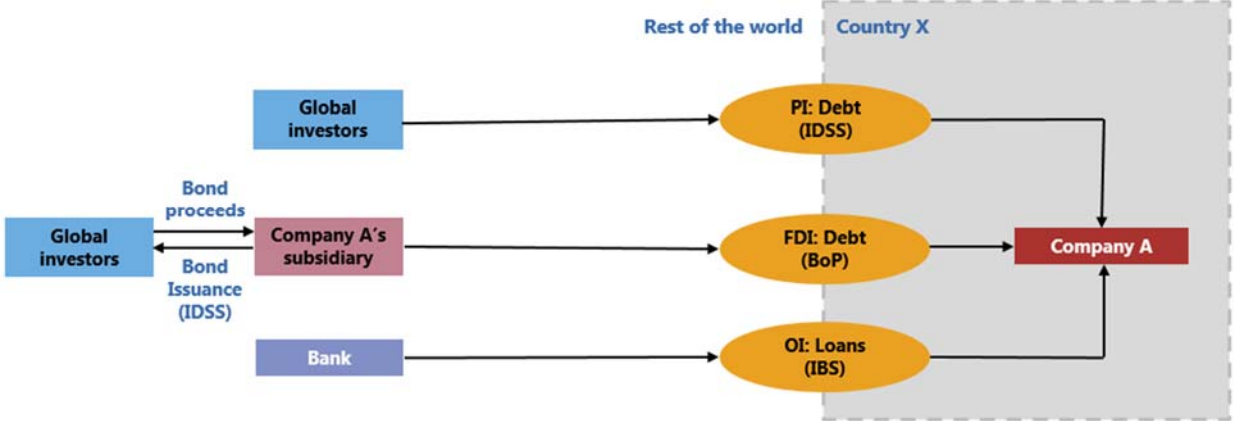 Rest of the world
Country X
Global
investors
PI: Debt
(IDSS)
Bond
proceeds
Global
investors
Company A's
subsidiary
FDI: Debt
(BoP)
Company A
Bond
Issuance
(IDSS)
Bank
OI: Loans
(IBS)